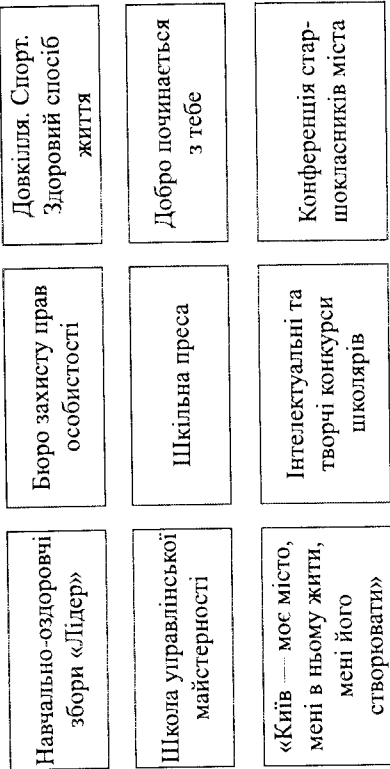 Навчально-оздоровчі
збори «Лідер»
Бюро захисту прав
особистості
Довкілля. Спорт.
Здоровий спосіб
життя
Школа управлінської
майстерності
Шкільна преса
Добро починається
з тебе
«Київ — моє місто,
мені в ньому жити,
мені його
створювати»
Інтелектуальні та
творчі конкурси
школярів
Конференція стар-
шокласників міста